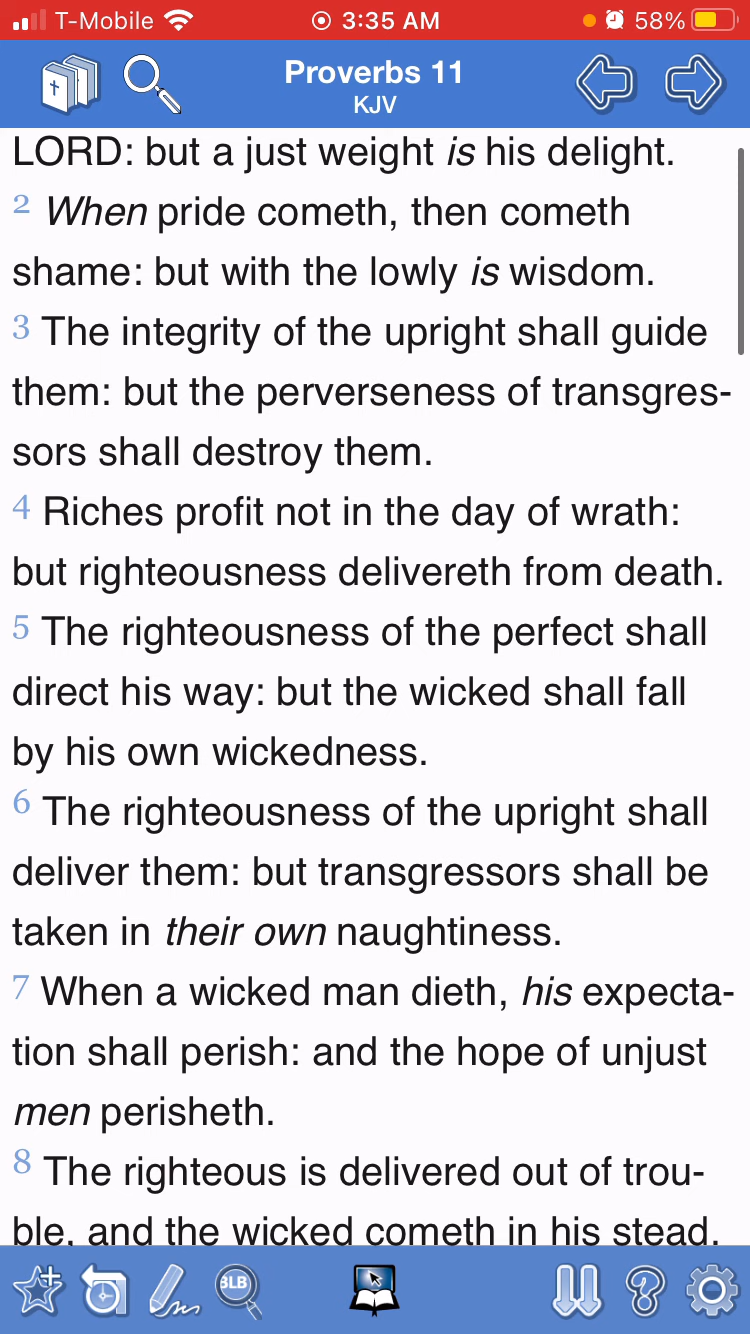 T-Mobile 3:35 AM 58%
Proverbs 11
KJV
LORD: but a just weight is his delight.
2 When pride cometh, then cometh
shame: but with the lowly is wisdom.
3 The integrity of the upright shall guide
them: but the perverseness of transgres-
sors shall destroy them.
4 Riches profit not in the day of wrath:
but righteousness delivereth from death.
5 The righteousness of the perfect shall
direct his way: but the wicked shall fall
by his own wickedness.
6 The righteousness of the upright shall
deliver them: but transgressors shall be
taken in their own naughtiness.
7 When a wicked man dieth, his expecta-
tion shall perish: and the hope of unjust
men perisheth.
8 The righteous is delivered out of trou-
ble, and the wicked cometh in his stead.
BLB